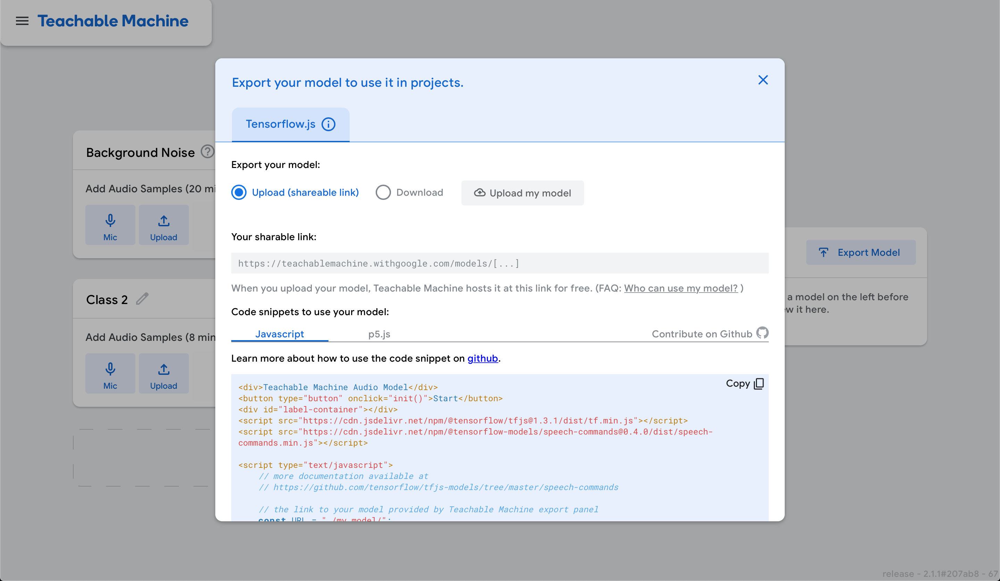 Teachable Machine
Export your model to use it in projects.
Tensorflow.js
Background Noise
Add Audio Samples (20 mi
Mic
Upload
Class 2
Add Audio Samples (8 min
Mic
Upload
Export your model:
Upload (shareable link)
Download
Upload my model
Your sharable link:
https://teachablemachine.withgoogle.com/models/[...]
When you upload your model, Teachable Machine hosts it at this link for free. (FAQ: Who can use my model? )
Code snippets to use your model:
Javascript
p5.js
Contribute on Github
Learn more about how to use the code snippet on github.
Copy
<div>Teachable Machine Audio Model</div>
<button type="button" onclick="init()">Start</button>
<div id="label-container"></div>
<script src="https://cdn.jsdelivr.net/npm/@tensorflow/tfjs@1.3.1/dist/tf.min.js"></script>
<script src="https://cdn.jsdelivr.net/npm/@tensorflow-models/speech-commands@0.4.0/dist/speech-
commands.min.js"></script>
<script type="text/javascript">
// more documentation available at
// https://github.com/tensorflow/tfjs-models/tree/master/speech-commands
// the link to your model provided by Teachable Machine export panel
const URL = "./my_model/";
Export Model
a model on the left before
ew it here.
release - 2.1.1#207ab8 - 67